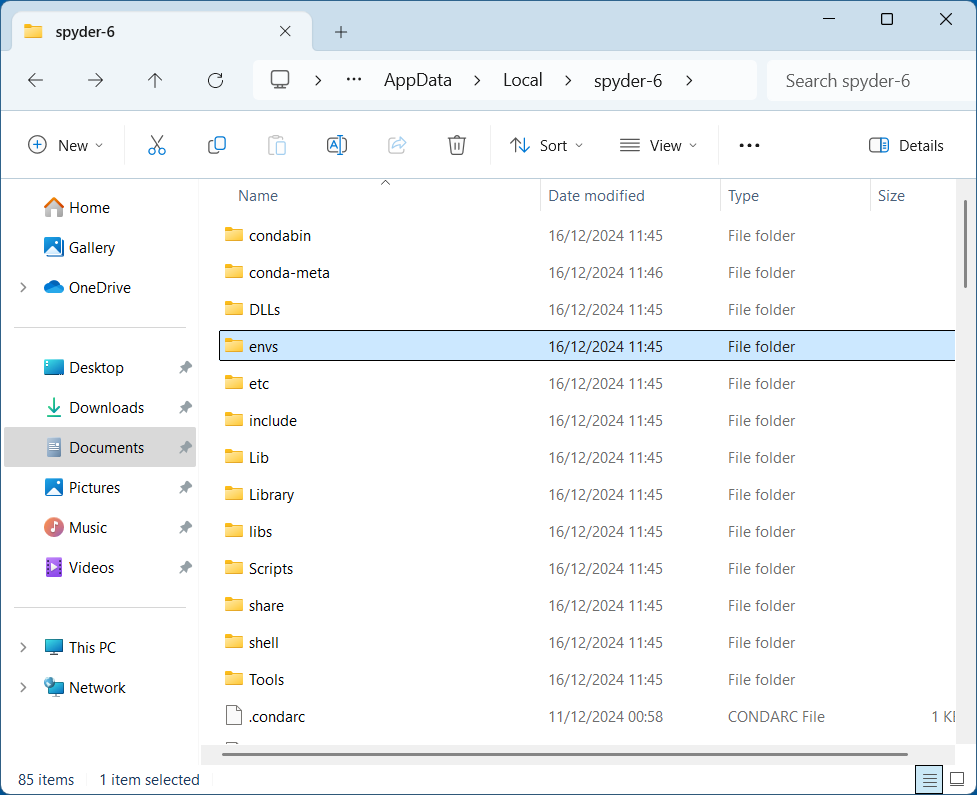 spyder-6
AppData Local spyder-6
Search spyder-6
New Sort View Details
Name Date modified Type Size
Home
Gallery
OneDrive
Desktop
Downloads
Documents
Pictures
Music
Videos
This PC
Network
condabin 16/12/2024 11:45 File folder
conda-meta 16/12/2024 11:46 File folder
DLLs 16/12/2024 11:45 File folder
envs 16/12/2024 11:45 File folder
etc 16/12/2024 11:45 File folder
include 16/12/2024 11:45 File folder
Lib 16/12/2024 11:45 File folder
Library 16/12/2024 11:45 File folder
libs 16/12/2024 11:45 File folder
Scripts 16/12/2024 11:45 File folder
share 16/12/2024 11:45 File folder
shell 16/12/2024 11:45 File folder
Tools 16/12/2024 11:45 File folder
.condarc 11/12/2024 00:58 CONDARC File 1
85 items 1 item selected